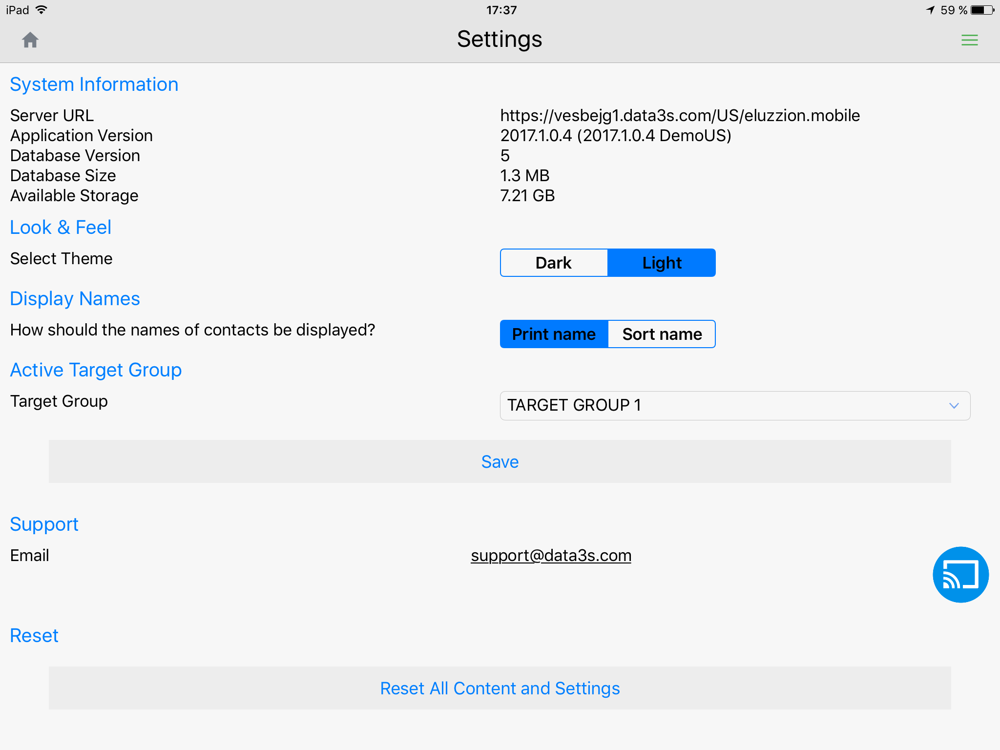 iPad 17:37 59 %
Settings
System Information
Server URL https://vesbejg1.data3s.com/US/eluzzion.mobile
Application Version 2017.1.0.4 (2017.1.0.4 DemoUS)
Database Version 5
Database Size 1.3 MB
Available Storage 7.21 GB
Look & Feel
Select Theme Dark Light
Display Names
How should the names of contacts be displayed? Print name Sort name
Active Target Group
Target Group TARGET GROUP 1
Save
Support
Email support@data3s.com
Reset
Reset All Content and Settings